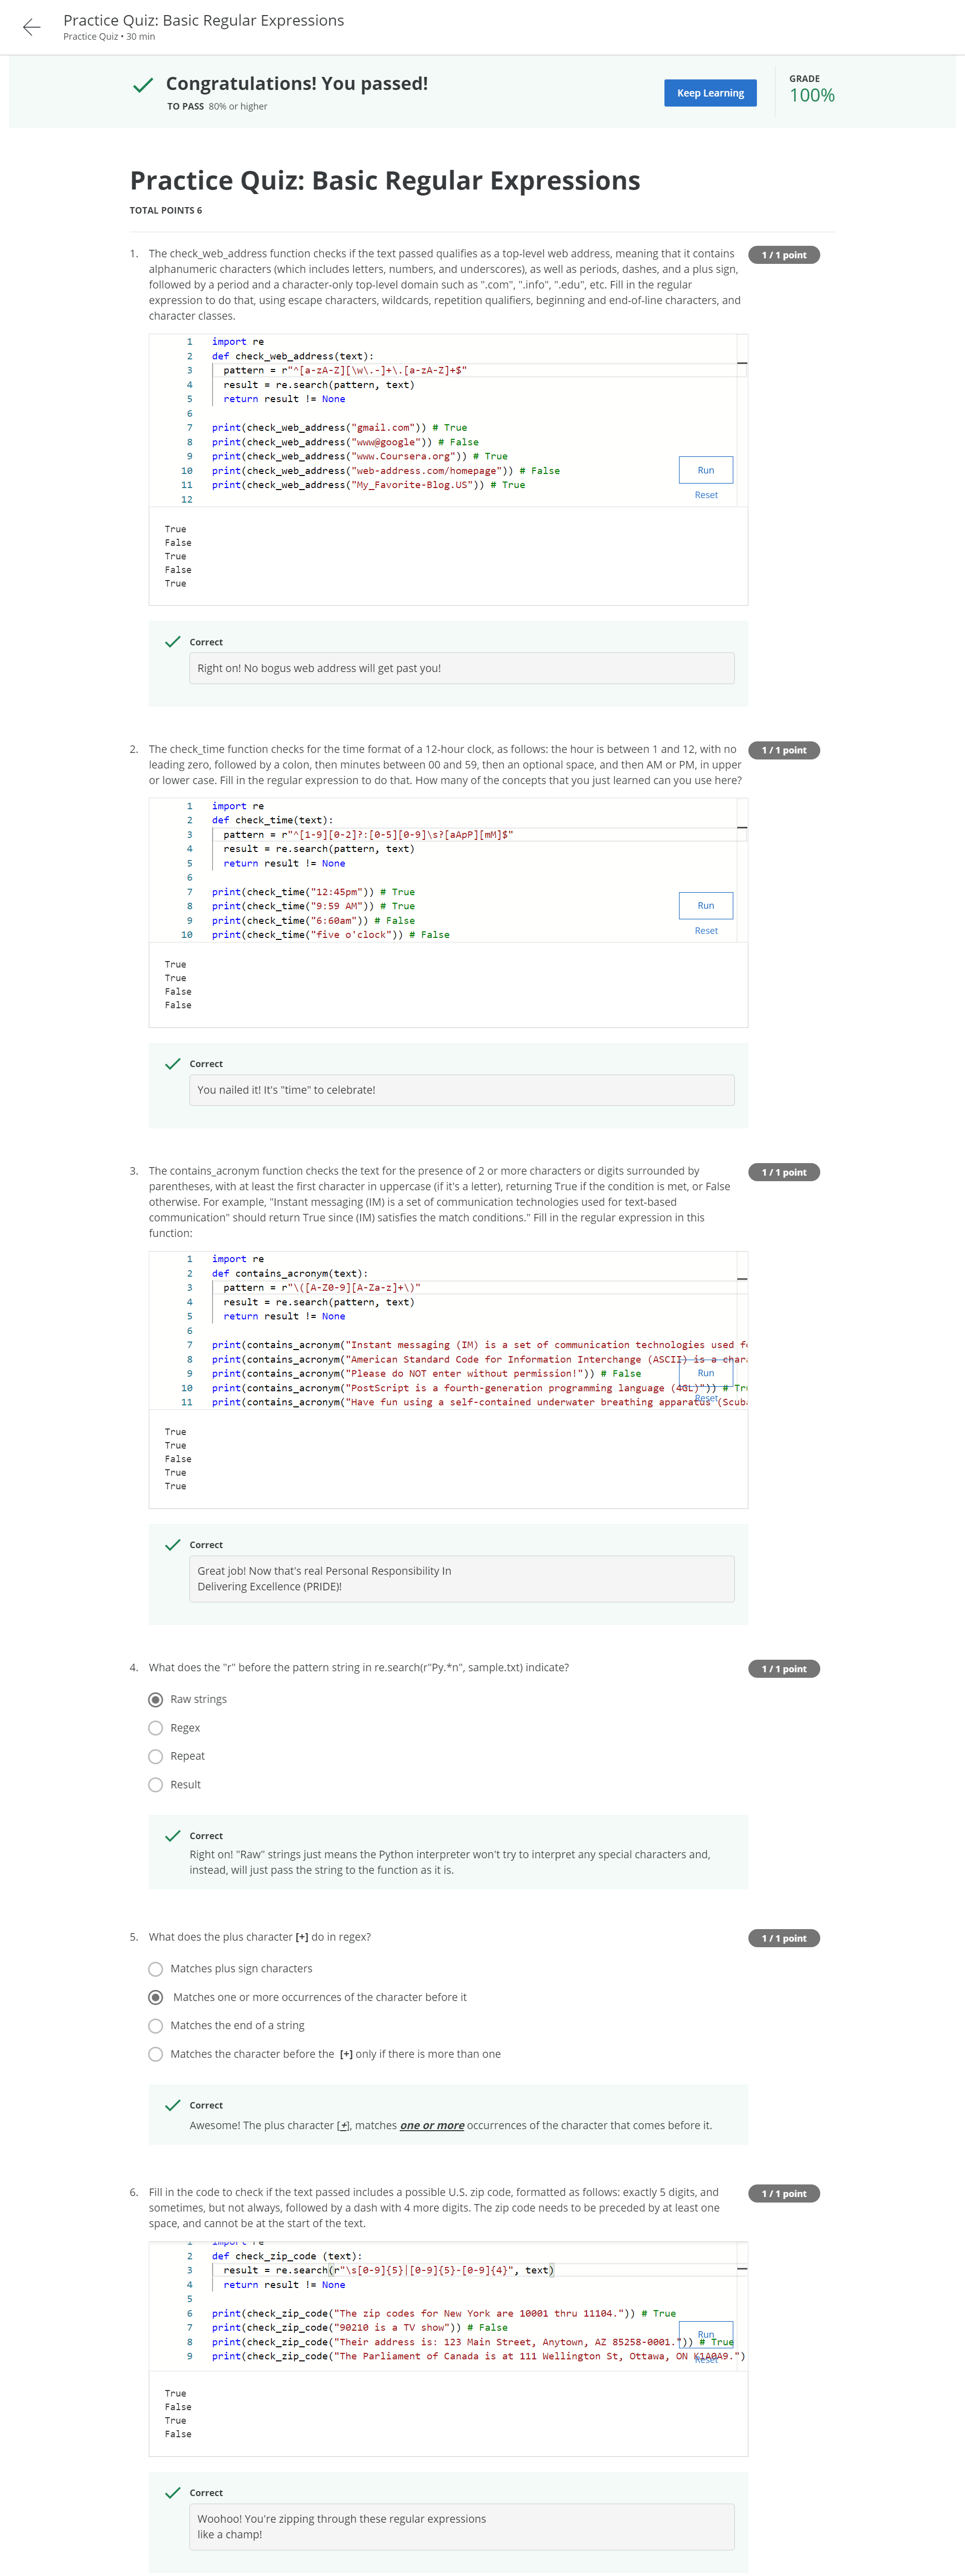 Practice Quiz: Basic Regular Expressions
Practice Quiz • 30 min
Congratulations! You passed!
TO PASS 80% or higher
Keep Learning
GRADE
100%
Practice Quiz: Basic Regular Expressions
TOTAL POINTS 6
1. The check_web_address function checks if the text passed qualifies as a top-level web address, meaning that it contains
alphanumeric characters (which includes letters, numbers, and underscores), as well as periods, dashes, and a plus sign,
followed by a period and a character-only top-level domain such as ".com", ".info", ".edu", etc. Fill in the regular
expression to do that, using escape characters, wildcards, repetition qualifiers, beginning and end-of-line characters, and
character classes.
1 / 1 point
1 import re
2 def check_web_address(text):
3 pattern = r"^[a-zA-Z][\w\.-]+\.[a-zA-Z]+$"
4 result = re.search(pattern, text)
5 return result != None
6
7 print(check_web_address("gmail.com")) # True
8 print(check_web_address("www@google")) # False
9 print(check_web_address("www.Coursera.org")) # True
10 print(check_web_address("web-address.com/homepage")) # False
11 print(check_web_address("My_Favorite-Blog.US")) # True
12
Run
Reset
True
False
True
False
True
Correct
Right on! No bogus web address will get past you!
2. The check_time function checks for the time format of a 12-hour clock, as follows: the hour is between 1 and 12, with no
leading zero, followed by a colon, then minutes between 00 and 59, then an optional space, and then AM or PM, in upper
or lower case. Fill in the regular expression to do that. How many of the concepts that you just learned can you use here?
1 / 1 point
1 import re
2 def check_time(text):
3 pattern = r"^[1-9][0-2]?:[0-5][0-9]\s?[aApP][mM]$"
4 result = re.search(pattern, text)
5 return result != None
6
7 print(check_time("12:45pm")) # True
8 print(check_time("9:59 AM")) # True
9 print(check_time("6:60am")) # False
10 print(check_time("five o'clock")) # False
Run
Reset
True
True
False
False
Correct
You nailed it! It's "time" to celebrate!
3. The contains_acronym function checks the text for the presence of 2 or more characters or digits surrounded by
parentheses, with at least the first character in uppercase (if it's a letter), returning True if the condition is met, or False
otherwise. For example, "Instant messaging (IM) is a set of communication technologies used for text-based
communication" should return True since (IM) satisfies the match conditions." Fill in the regular expression in this
function:
1 / 1 point
1 import re
2 def contains_acronym(text):
3 pattern = r"\([A-Z0-9][A-Za-z]+\)"
4 result = re.search(pattern, text)
5 return result != None
6
7 print(contains_acronym("Instant messaging (IM) is a set of communication technologies used f
8 print(contains_acronym("American Standard Code for Information Interchange (ASCII) is a char
9 print(contains_acronym("Please do NOT enter without permission!")) # False
10 print(contains_acronym("PostScript is a fourth-generation programming language (4GL)")) # Tr
11 print(contains_acronym("Have fun using a self-contained underwater breathing apparatus (Scub
Run
Reset
True
True
False
True
True
Correct
Great job! Now that's real Personal Responsibility In
Delivering Excellence (PRIDE)!
4. What does the "r" before the pattern string in re.search(r"Py.*n", sample.txt) indicate?
1 / 1 point
Raw strings
Regex
Repeat
Result
Correct
Right on! "Raw" strings just means the Python interpreter won't try to interpret any special characters and,
instead, will just pass the string to the function as it is.
5. What does the plus character [+] do in regex?
1 / 1 point
Matches plus sign characters
Matches one or more occurrences of the character before it
Matches the end of a string
Matches the character before the [+] only if there is more than one
Correct
Awesome! The plus character [+], matches one or more occurrences of the character that comes before it.
6. Fill in the code to check if the text passed includes a possible U.S. zip code, formatted as follows: exactly 5 digits, and
sometimes, but not always, followed by a dash with 4 more digits. The zip code needs to be preceded by at least one
space, and cannot be at the start of the text.
1 / 1 point
1 import re
2 def check_zip_code (text):
3 result = re.search(r"\s[0-9]{5}|[0-9]{5}-[0-9]{4}", text)
4 return result != None
5
6 print(check_zip_code("The zip codes for New York are 10001 thru 11104.")) # True
7 print(check_zip_code("90210 is a TV show")) # False
8 print(check_zip_code("Their address is: 123 Main Street, Anytown, AZ 85258-0001.")) # True
9 print(check_zip_code("The Parliament of Canada is at 111 Wellington St, Ottawa, ON K1A0A9.")
Run
Reset
True
False
True
False
Correct
Woohoo! You're zipping through these regular expressions
like a champ!